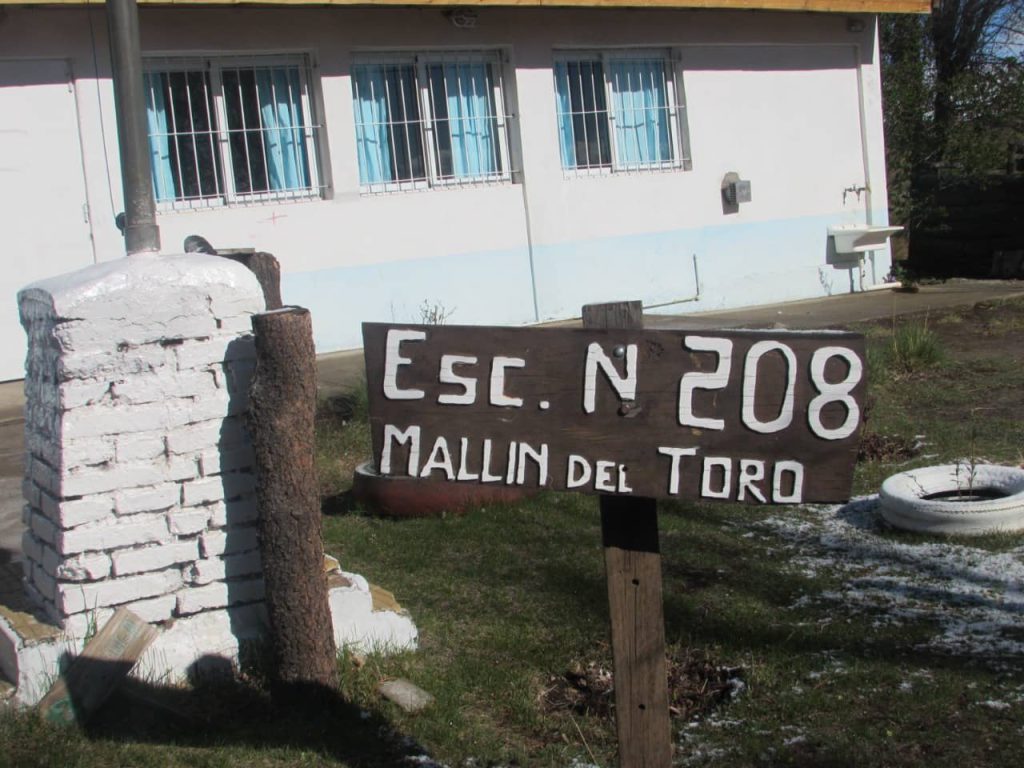 Esc. N 208
MALLIN DEL TORO